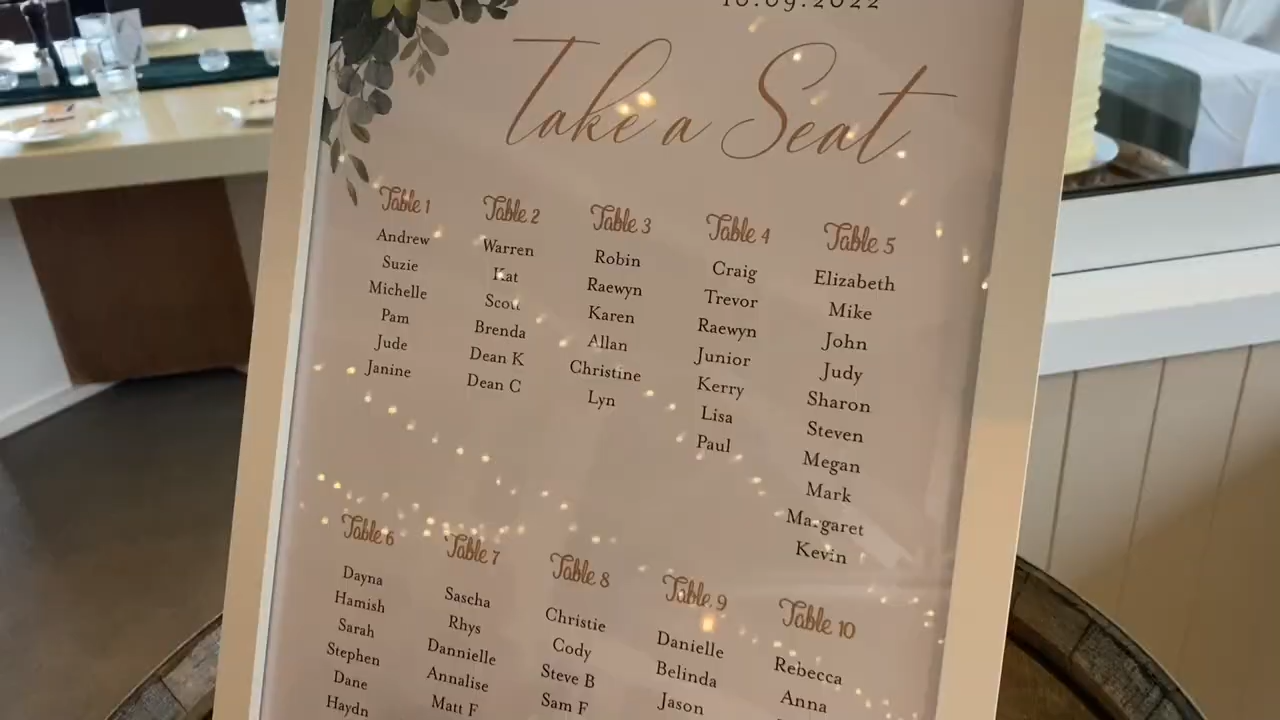 10.09.2022
Take a Seat
Table 1
Andrew
Suzie
Michelle
Pam
Jude
Janine
Table 2
Warren
Kat
Scott
Brenda
Dean K
Dean C
Table 3
Robin
Raewyn
Karen
Allan
Christine
Lyn
Table 4
Craig
Trevor
Raewyn
Junior
Kerry
Lisa
Paul
Table 5
Elizabeth
Mike
John
Judy
Sharon
Steven
Megan
Mark
Margaret
Kevin
Table 6
Dayna
Hamish
Sarah
Stephen
Dane
Haydn
Table 7
Sascha
Rhys
Dannielle
Annalise
Matt F
Table 8
Christie
Cody
Steve B
Sam F
Table 9
Danielle
Belinda
Jason
Table 10
Rebecca
Anna